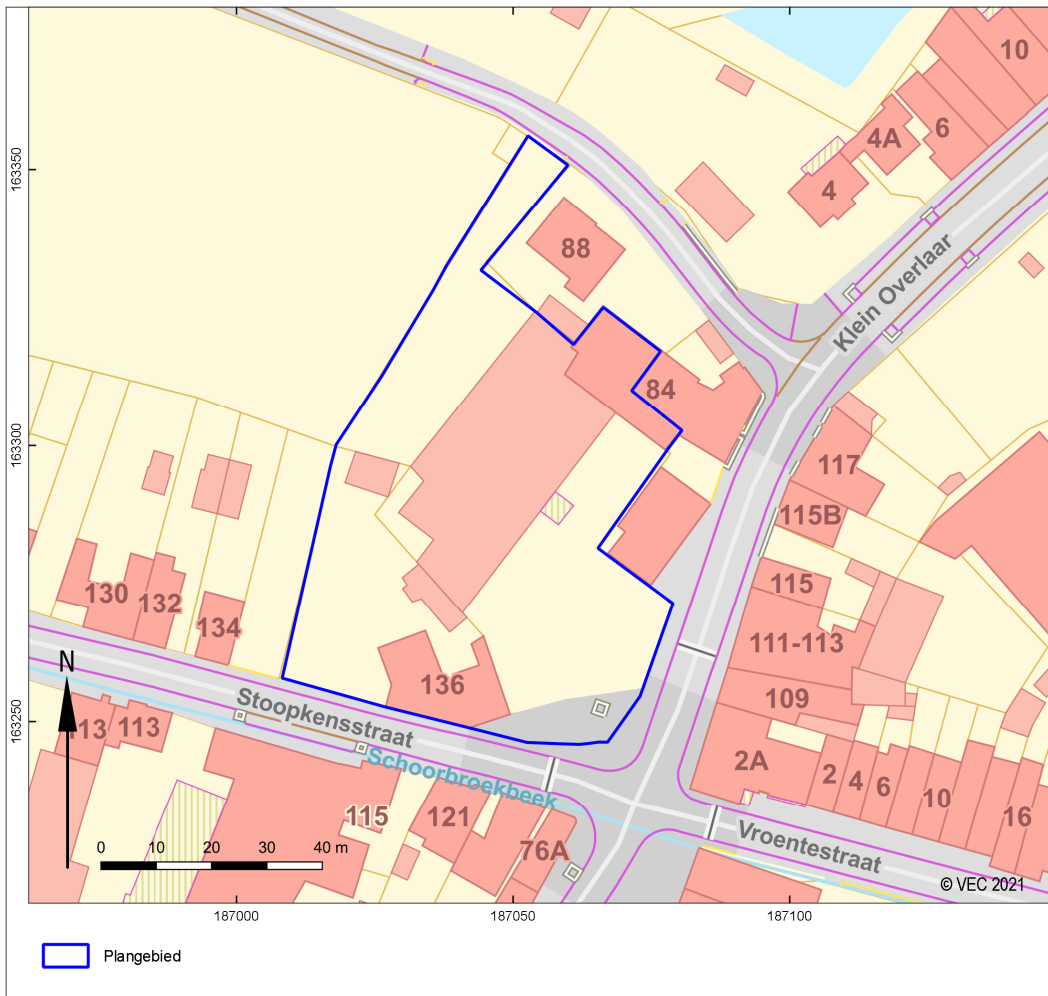 10
6
4A
4
163350
88
Klein Overlaar
84
163300
117
115B
130
132
134
115
111-113
136
109
N
163250
Stoopkensstraat
13
113
Schoorbroekbeek
2A
2
4
6
10
16
115
121
76A
Vroentestraat
0 10 20 30 40 m
© VEC 2021
187000 187050 187100
Plangebied